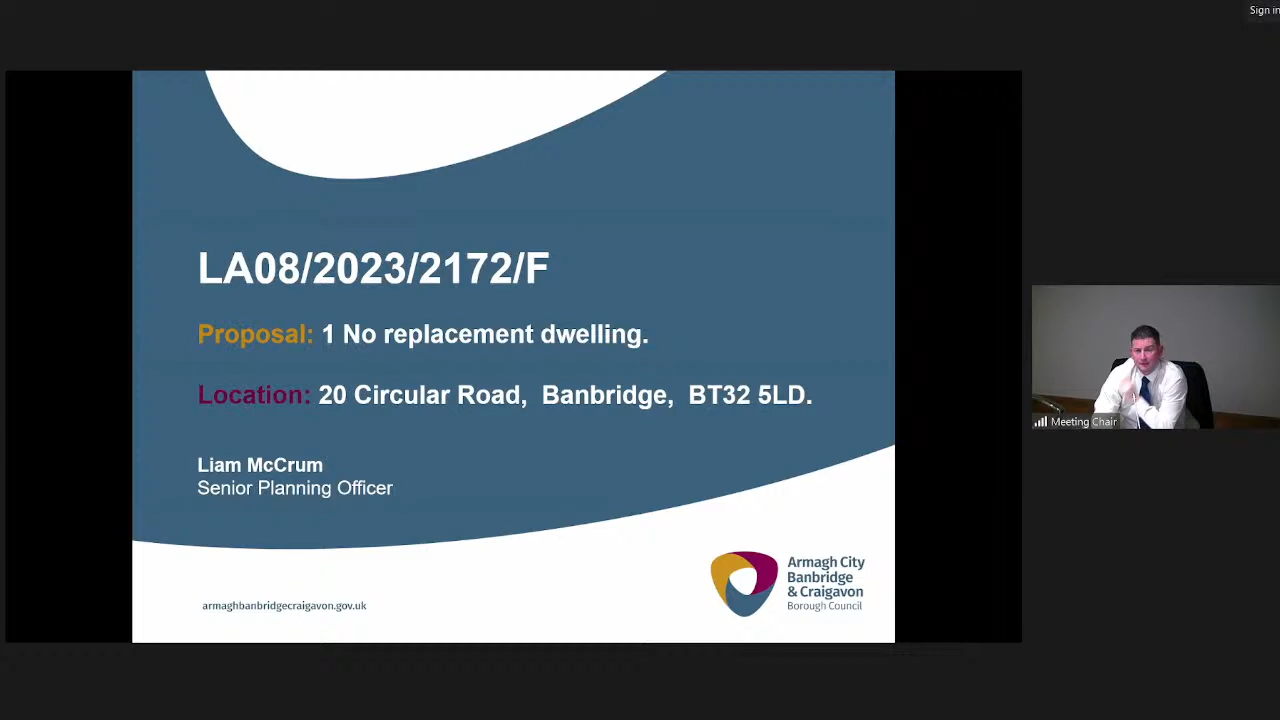 Sign in
LA08/2023/2172/F
Proposal: 1 No replacement dwelling.
Location: 20 Circular Road, Banbridge, BT32 5LD.
Liam McCrum
Senior Planning Officer
Meeting Chair
Armagh City
Banbridge
& Craigavon
Borough Council
armaghbanbridgecraigavon.gov.uk